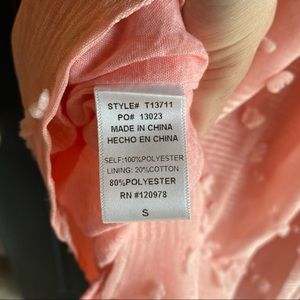 STYLE# T13711
PO# 13023
MADE IN CHINA
HECHO EN CHINA
SELF:100%POLYESTER
LINING: 20%COTTON
80%POLYESTER
RN #120978
S